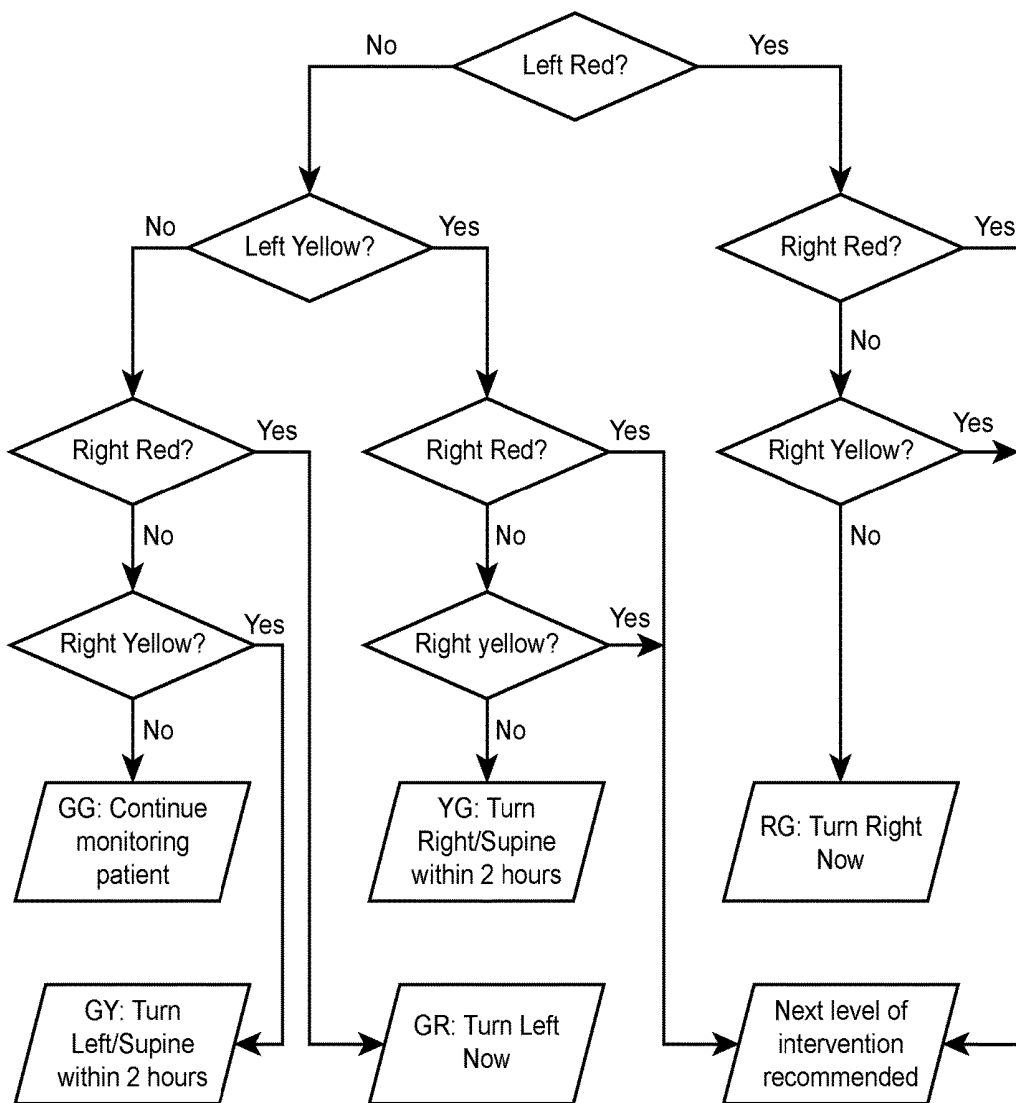 No
Left Red?
Yes
No
Left Yellow?
Yes
Right Red?
Yes
No
Right Red?
Yes
Right Red?
Yes
Right Yellow?
Yes
No
No
No
Right Yellow?
Yes
Right yellow?
Yes
No
No
GG: Continue
monitoring
patient
YG: Turn
Right/Supine
within 2 hours
RG: Turn Right
Now
GY: Turn
Left/Supine
within 2 hours
GR: Turn Left
Now
Next level of
intervention
recommended